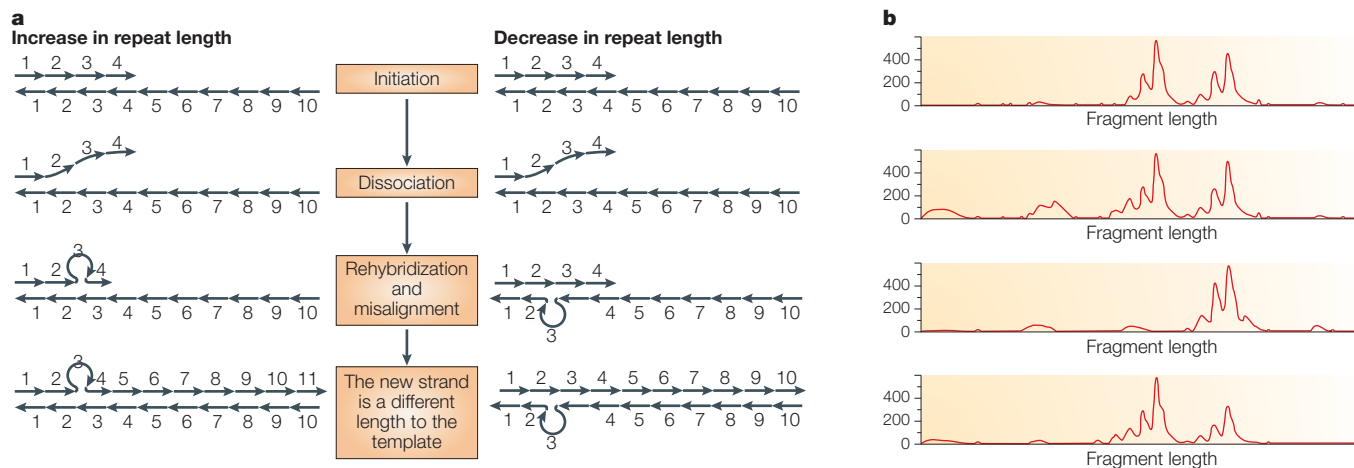 a
Increase in repeat length
1 2 3 4
1 2 3 4 5 6 7 8 9 10
1 2 3 4
1 2 3 4 5 6 7 8 9 10
1 2 3 4
1 2 3 4 5 6 7 8 9 10
1 2 3 4 5 6 7 8 9 10 11
1 2 3 4 5 6 7 8 9 10
Initiation
Dissociation
Rehybridization
and
misalignment
The new strand
is a different
length to the
template
Decrease in repeat length
1 2 3 4
1 2 3 4 5 6 7 8 9 10
1 2 3 4
1 2 3 4 5 6 7 8 9 10
1 2 3 4
1 2 3 4 5 6 7 8 9 10
1 2 3 4 5 6 7 8 9 10
1 2 3 4 5 6 7 8 9 10
b
600
400
200
0
Fragment length
600
400
200
0
Fragment length
600
400
200
0
Fragment length
600
400
200
0
Fragment length